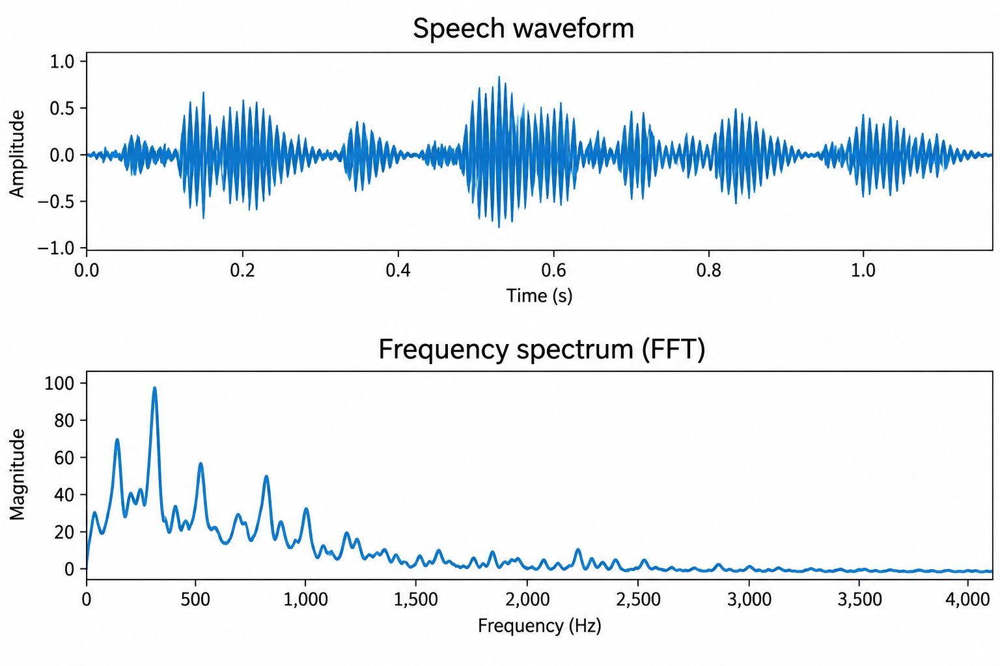 Speech waveform
1.0
0.5
0.0
−0.5
−1.0
Amplitude
0.0 0.2 0.4 0.6 0.8 1.0
Time (s)
Frequency spectrum (FFT)
100
80
60
40
20
0
Magnitude
0 500 1,000 1,500 2,000 2,500 3,000 3,500 4,000
Frequency (Hz)